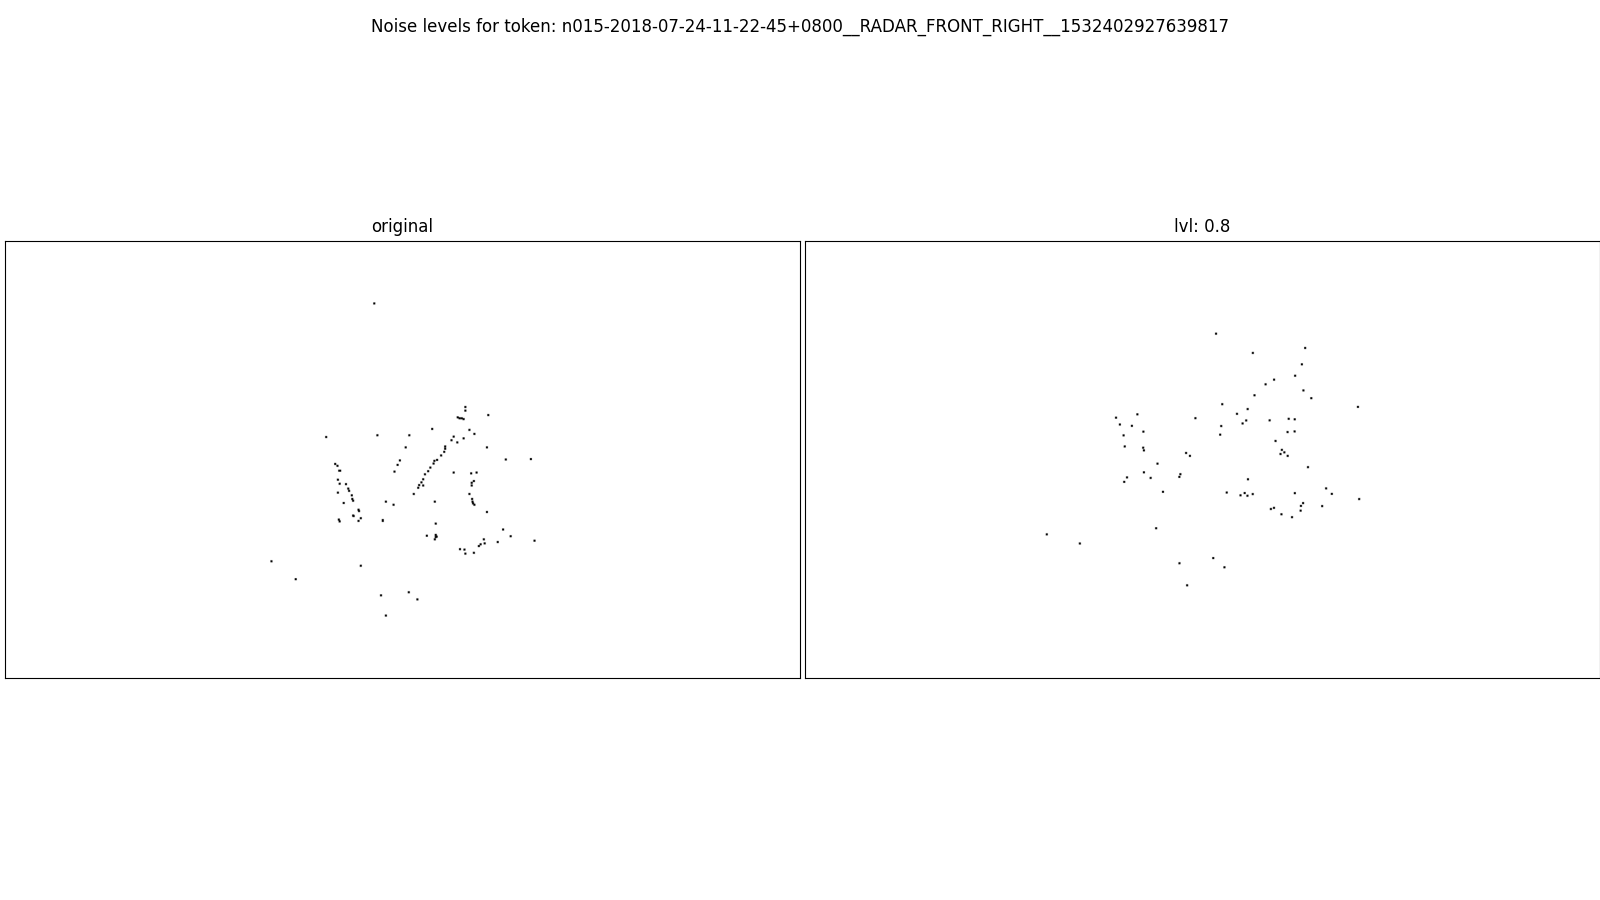 Noise levels for token: n015-2018-07-24-11-22-45+0800__RADAR_FRONT_RIGHT__1532402927639817
original
lvl: 0.8